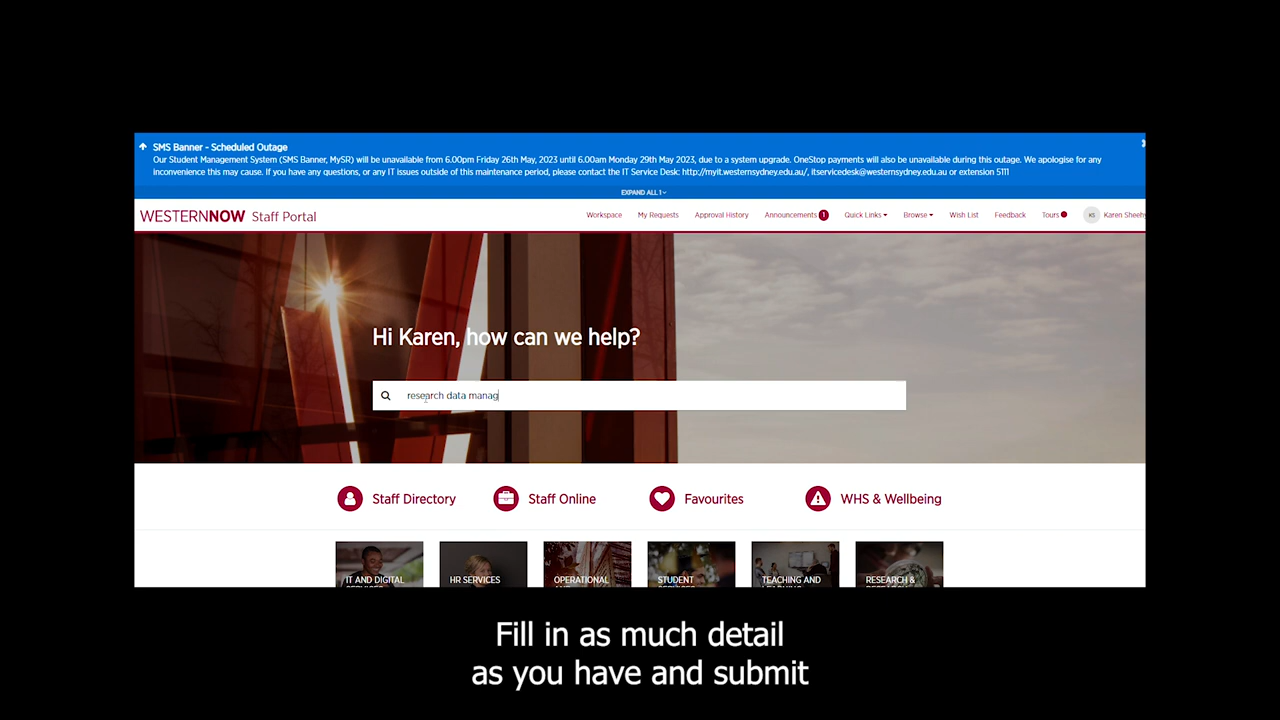 SMS Banner - Scheduled Outage
Our Student Management System (SMS Banner, MySR) will be unavailable from 6.00pm Friday 26th May, 2023 until 6.00am Monday 29th May 2023, due to a system upgrade. OneStop payments will also be unavailable during this outage. We apologise for any
inconvenience this may cause. If you have any questions, or any IT issues outside of this maintenance period, please contact the IT Service Desk: http://myit.westernsydney.edu.au/, itservicedesk@westernsydney.edu.au or extension 5111
EXPAND ALL 1
WESTERNNOW Staff Portal
Workspace My Requests Approval History Announcements 1 Quick Links Browse Wish List Feedback Tours KS Karen Sheehy
Hi Karen, how can we help?
research data manag
Staff Directory Staff Online Favourites WHS & Wellbeing
IT AND DIGITAL HR SERVICES OPERATIONAL STUDENT TEACHING AND RESEARCH &
Fill in as much detail
as you have and submit